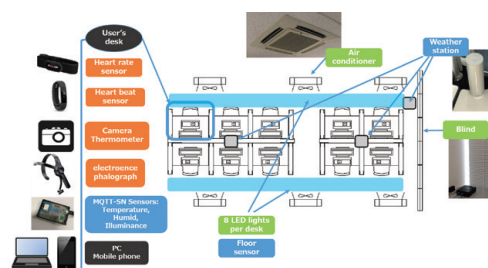 User's
desk
Heart rate
sensor
Heart beat
sensor
Camera
Thermometer
electroence
phalograph
MQTT-SN Sensors:
Temperature,
Humid,
Illuminance
PC
Mobile phone
Air
conditioner
Weather
station
Blind
8 LED lights
per desk
Floor
sensor